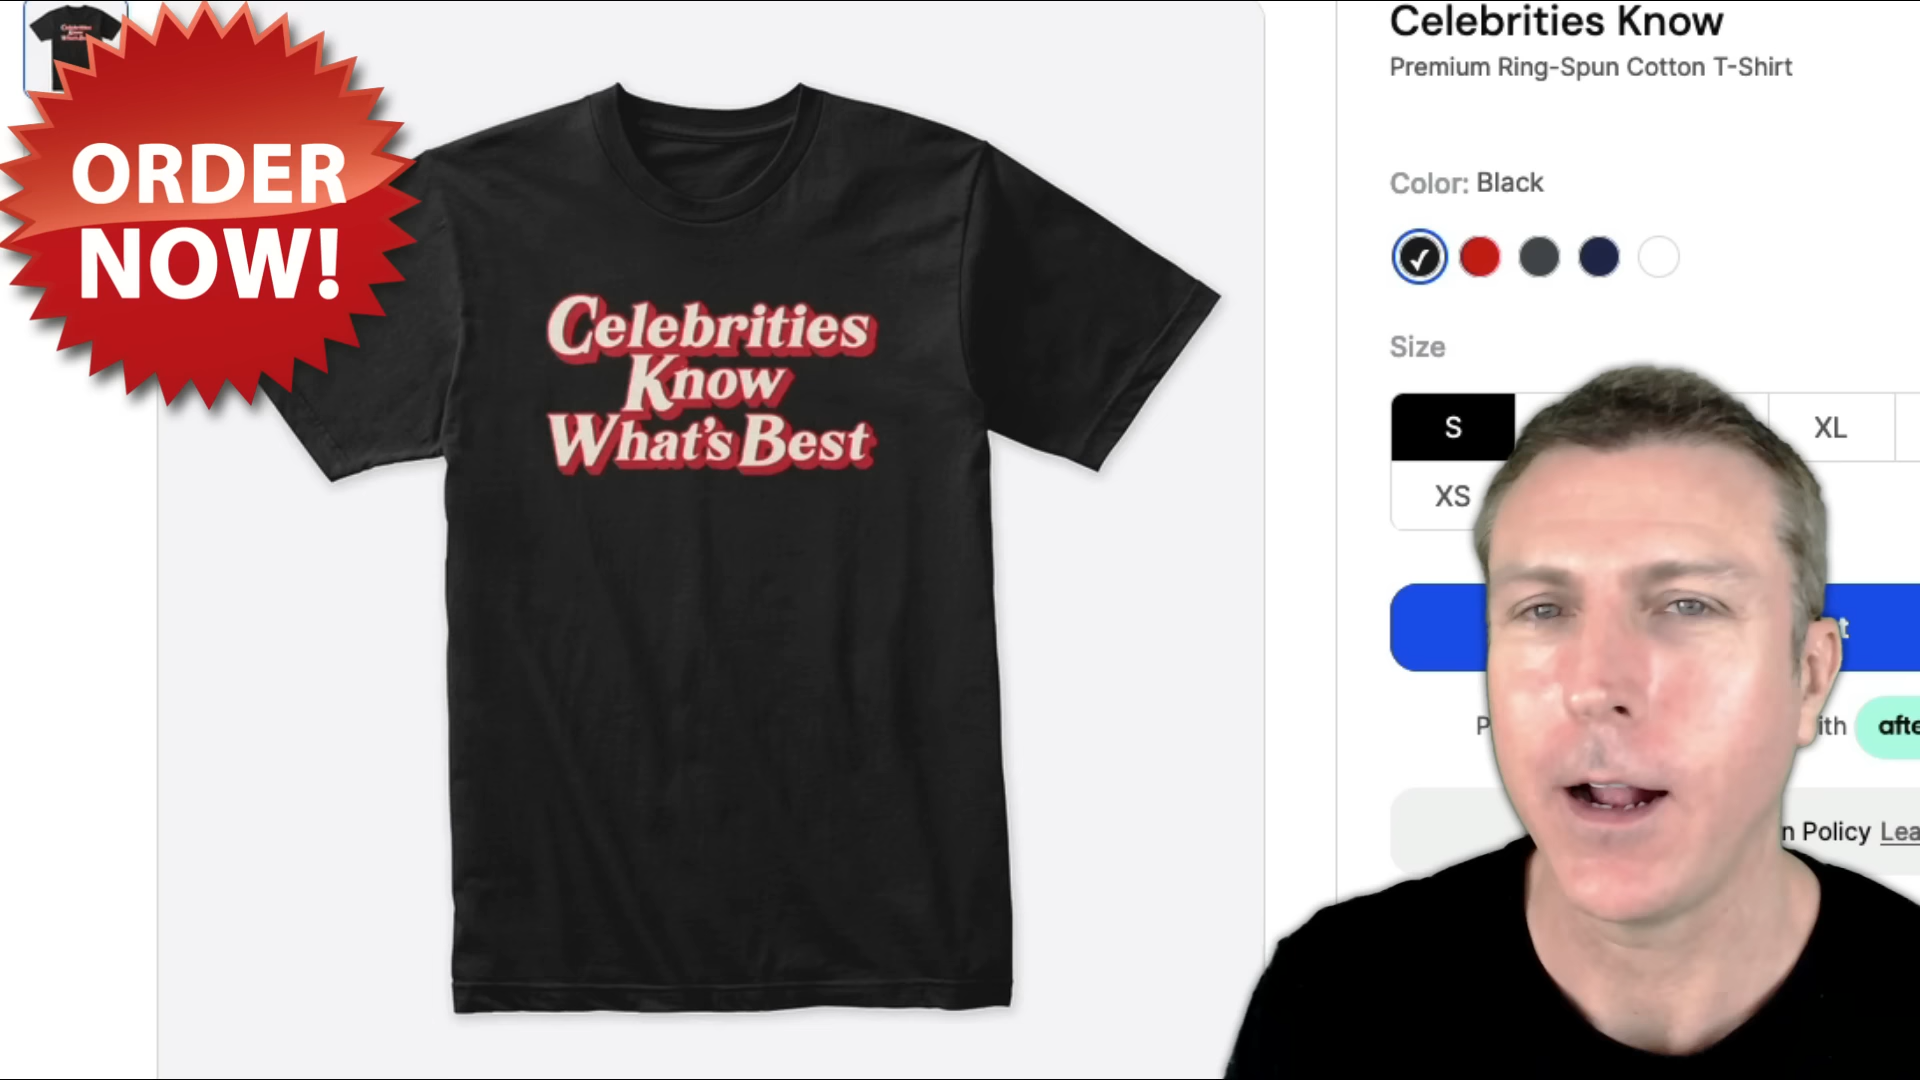 ORDER
NOW!
Celebrities
Know
What's Best
Celebrities Know
Premium Ring-Spun Cotton T-Shirt
Color: Black
Size
S
XL
XS
Policy